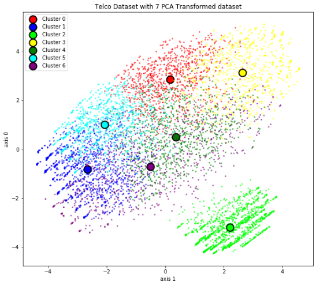 Telco Dataset with 7 PCA Transformed dataset
Cluster 0
Cluster 1
Cluster 2
Cluster 3
Cluster 4
Cluster 5
Cluster 6
axis 0
4
2
0
−2
−4
−4
−2
0
2
4
axis 1